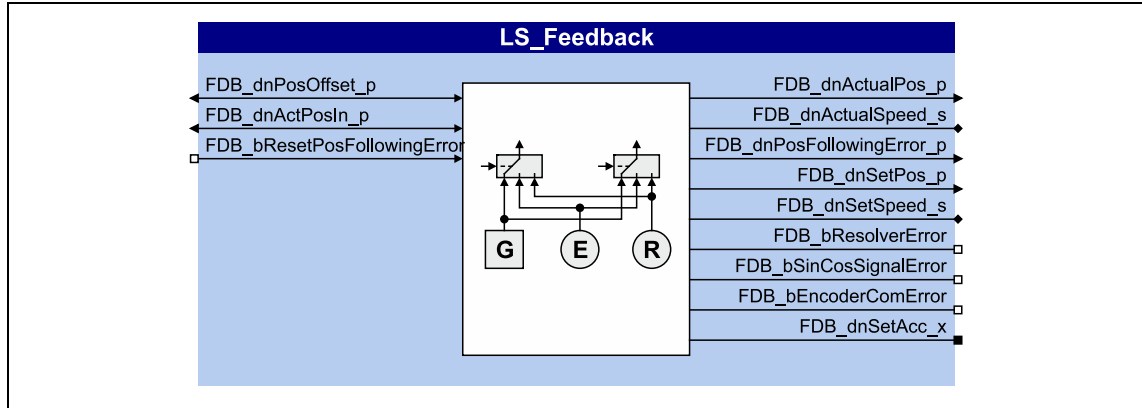 LS_Feedback
FDB_dnPosOffset_p
FDB_dnActPosIn_p
FDB_bResetPosFollowingError
G
E
R
FDB_dnActualPos_p
FDB_dnActualSpeed_s
FDB_dnPosFollowingError_p
FDB_dnSetPos_p
FDB_dnSetSpeed_s
FDB_bResolverError
FDB_bSinCosSignalError
FDB_bEncoderComError
FDB_dnSetAcc_x